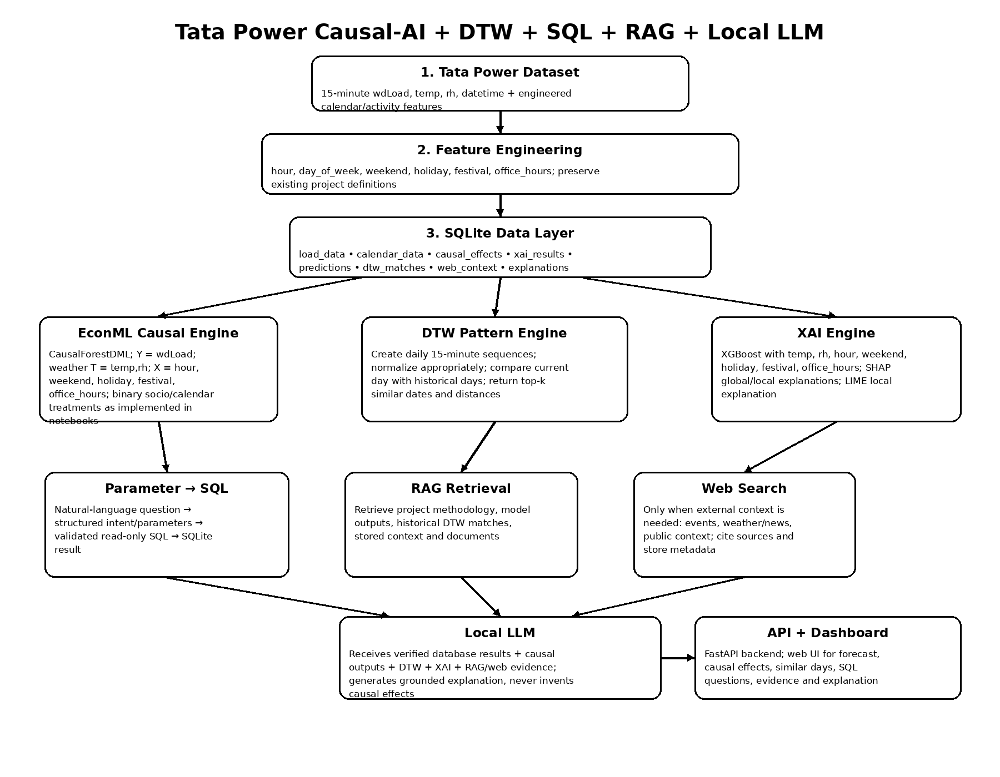 Tata Power Causal-AI + DTW + SQL + RAG + Local LLM
1. Tata Power Dataset
15-minute wdLoad, temp, rh, datetime + engineered
calendar/activity features
2. Feature Engineering
hour, day_of_week, weekend, holiday, festival, office_hours; preserve
existing project definitions
3. SQLite Data Layer
load_data • calendar_data • causal_effects • xai_results •
predictions • dtw_matches • web_context • explanations
EconML Causal Engine
CausalForestDML; Y = wdLoad;
weather T = temp,rh; X = hour,
weekend, holiday, festival,
office_hours; binary socio/calendar
treatments as implemented in
notebooks
DTW Pattern Engine
Create daily 15-minute sequences;
normalize appropriately; compare current
day with historical days; return top-k
similar dates and distances
XAI Engine
XGBoost with temp, rh, hour, weekend,
holiday, festival, office_hours; SHAP
global/local explanations; LIME local
explanation
Parameter → SQL
Natural-language question →
structured intent/parameters →
validated read-only SQL → SQLite
result
RAG Retrieval
Retrieve project methodology, model
outputs, historical DTW matches,
stored context and documents
Web Search
Only when external context is
needed: events, weather/news,
public context; cite sources and
store metadata
Local LLM
Receives verified database results + causal
outputs + DTW + XAI + RAG/web evidence;
generates grounded explanation, never invents
causal effects
API + Dashboard
FastAPI backend; web UI for forecast,
causal effects, similar days, SQL
questions, evidence and explanation